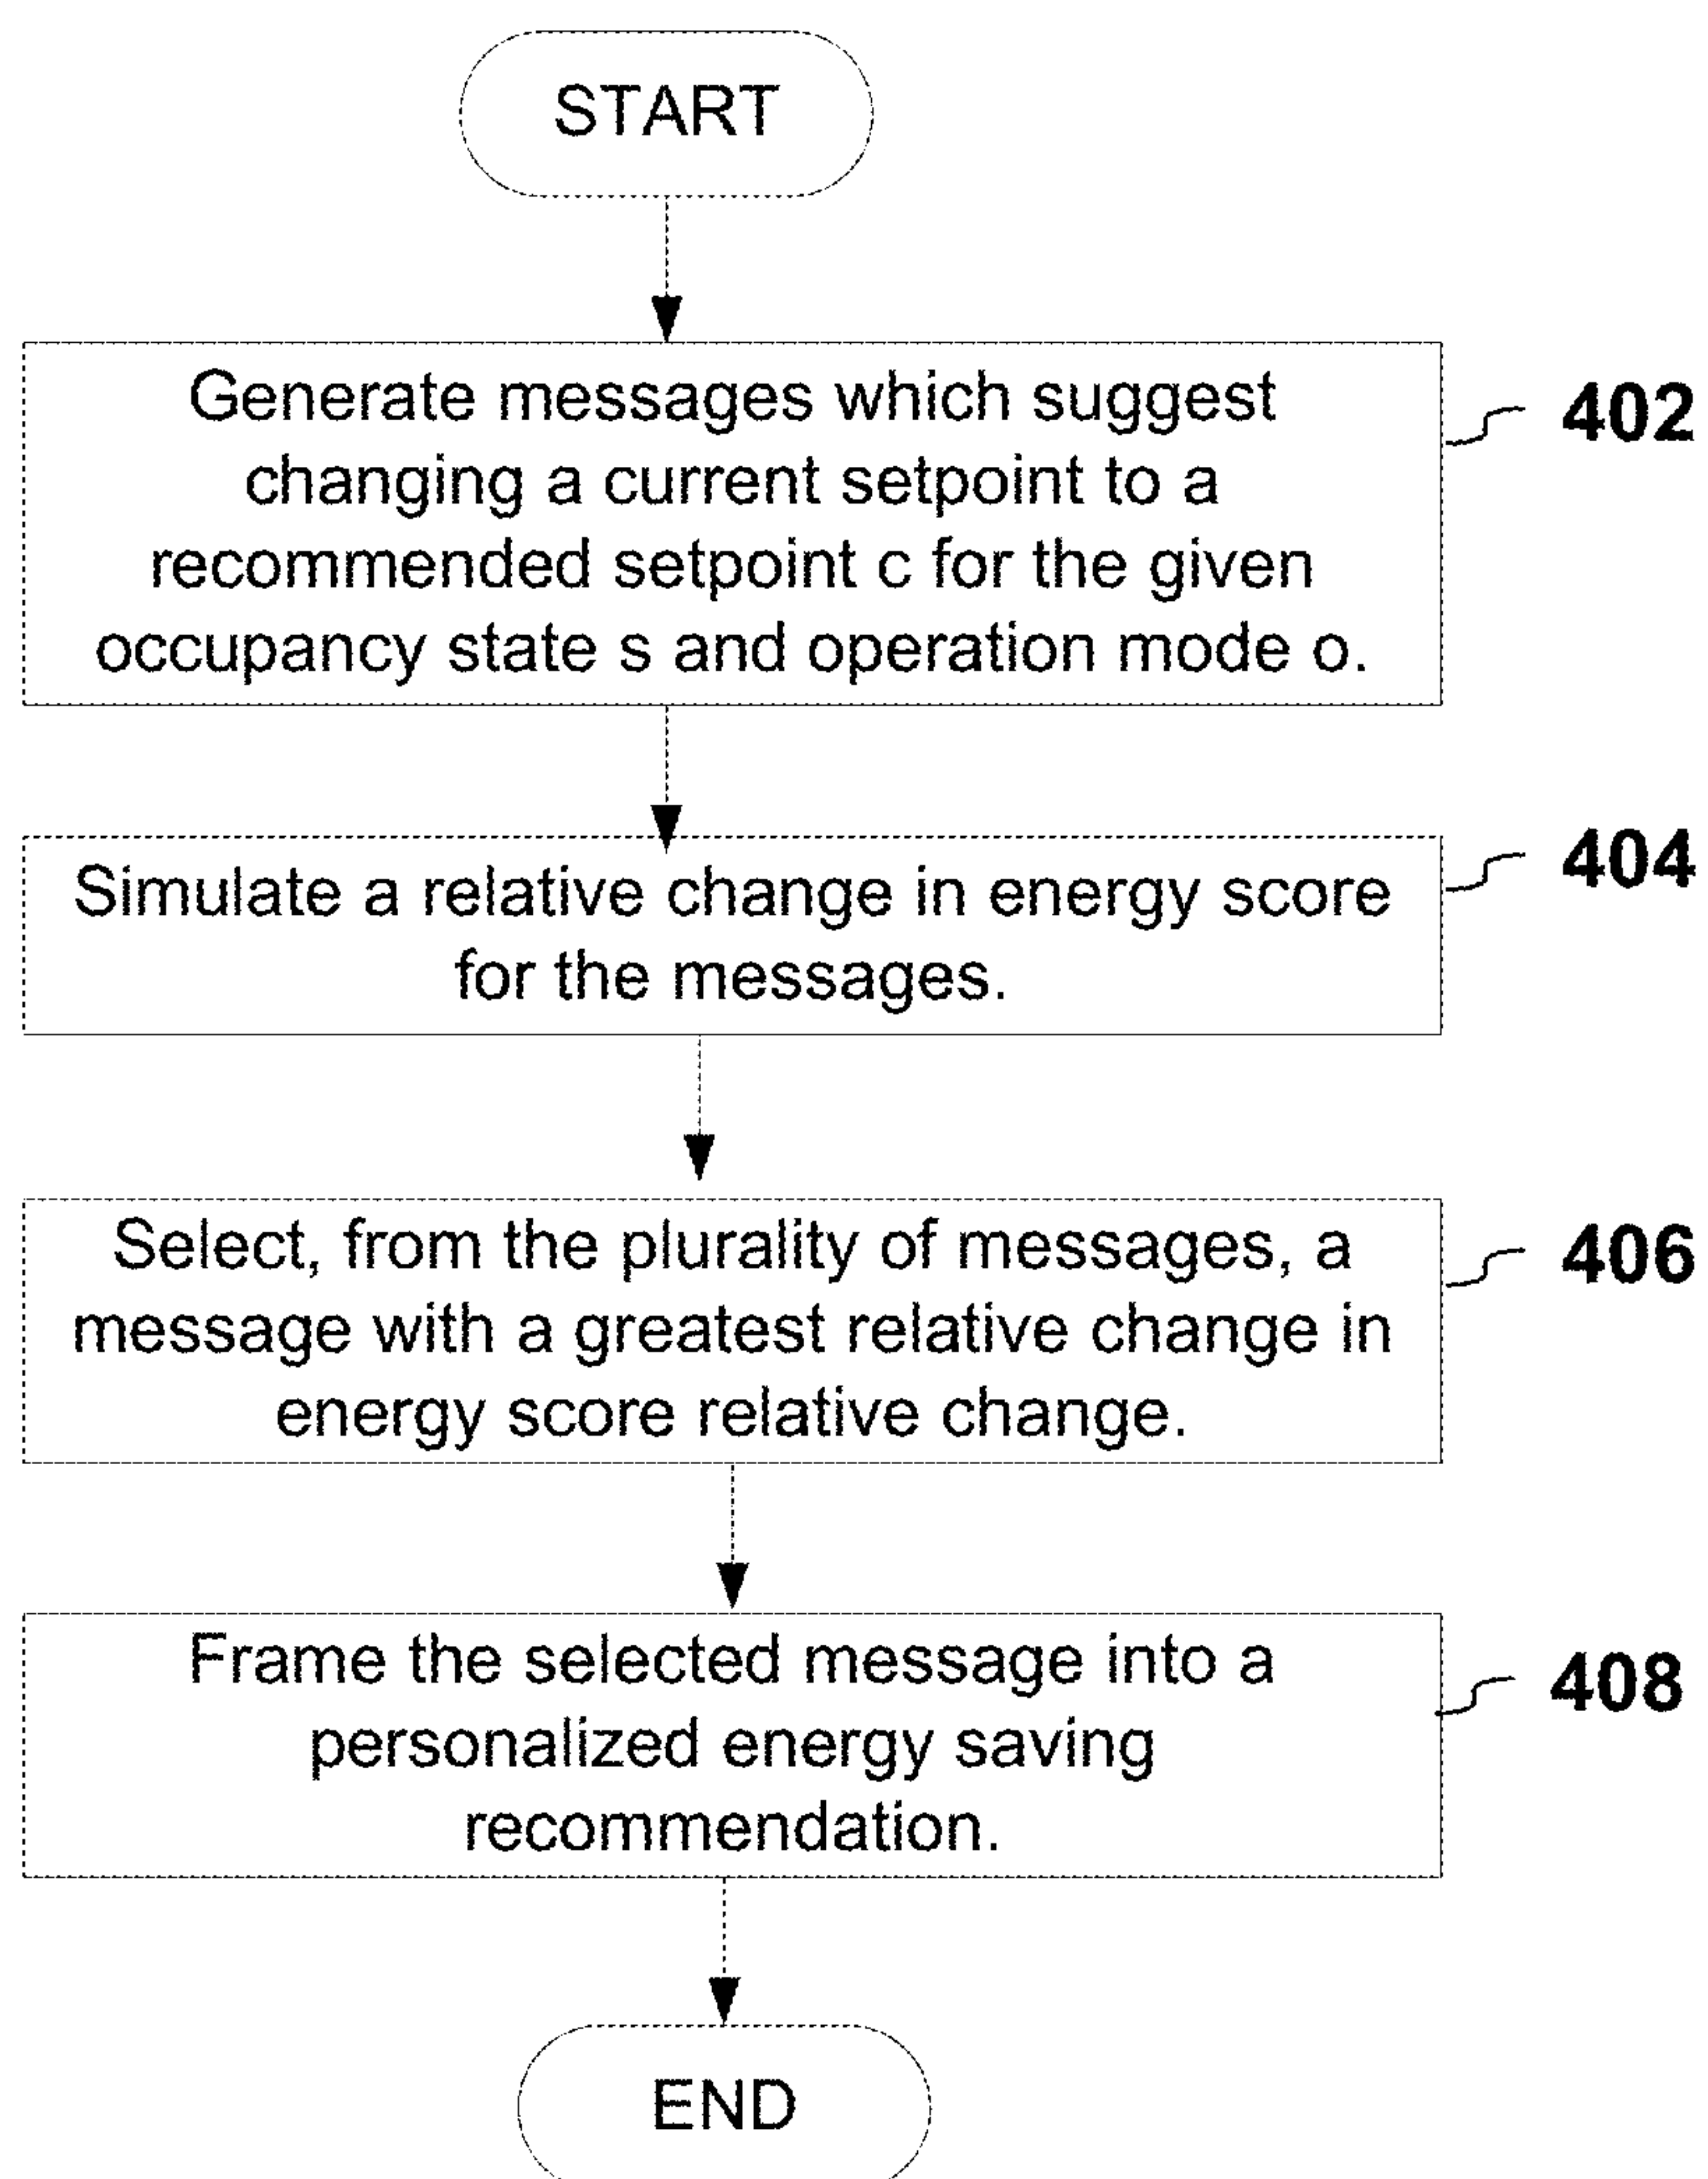 START
Generate messages which suggest
changing a current setpoint to a
recommended setpoint c for the given
occupancy state s and operation mode o.
402
Simulate a relative change in energy score
for the messages.
404
Select, from the plurality of messages, a
message with a greatest relative change in
energy score relative change.
406
Frame the selected message into a
personalized energy saving
recommendation.
408
END